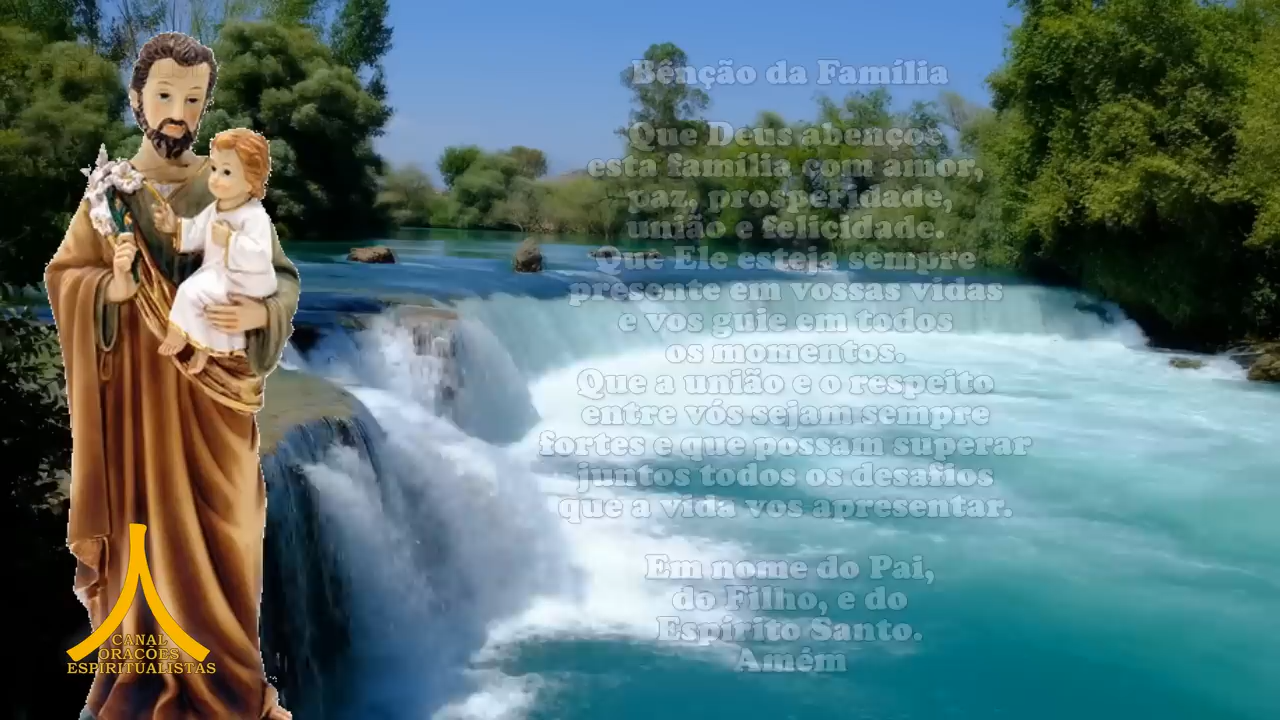 Benção da Família
Que Deus abençoe
esta família com amor,
paz, prosperidade,
união e felicidade.
Que Ele esteja sempre
presente em vossas vidas
e vos guie em todos
os momentos.
Que a união e o respeito
entre vós sejam sempre
fortes e que possam superar
juntos todos os desafios
que a vida vos apresentar.
Em nome do Pai,
do Filho, e do
Espírito Santo.
Amém
CANAL
ORAÇÕES
ESPIRITUALISTAS